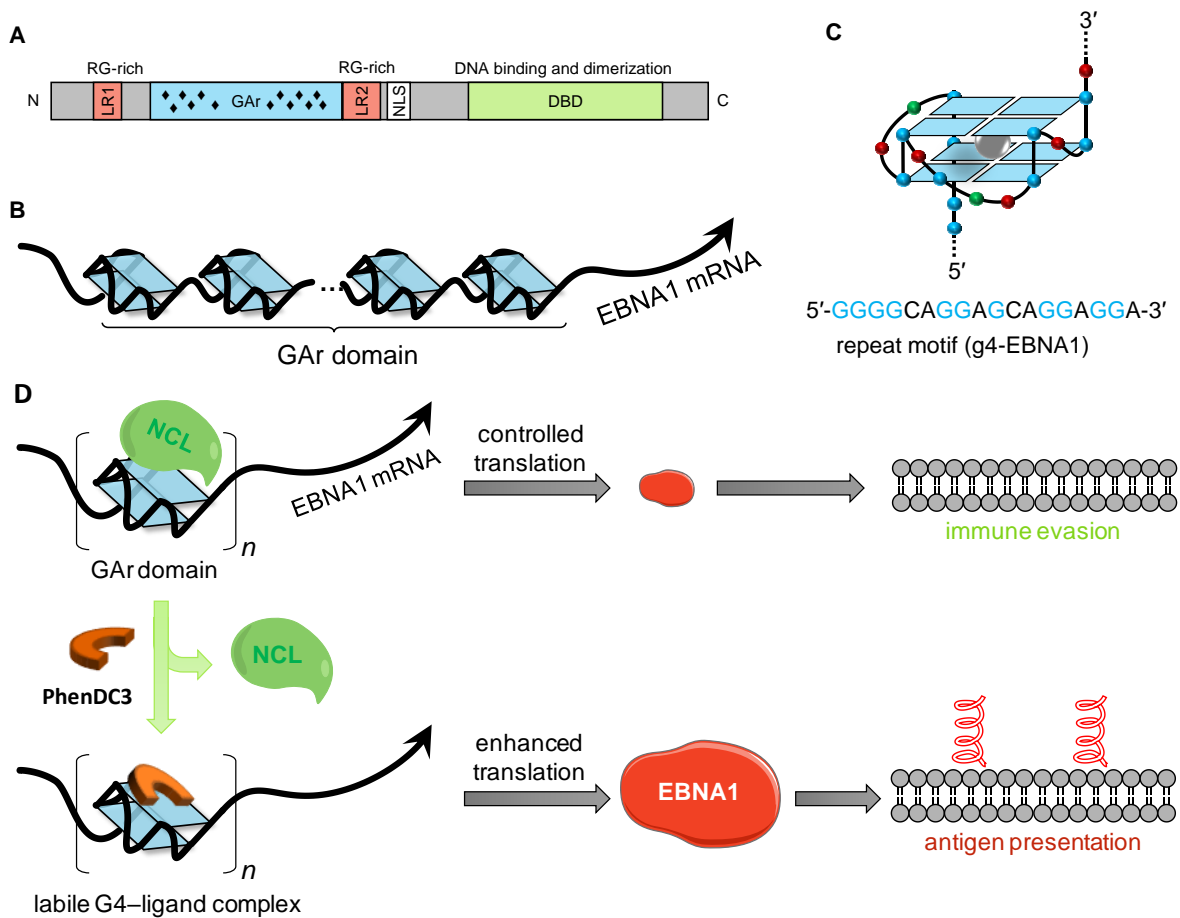 A
RG-rich
RG-rich
DNA binding and dimerization
N
LR1
GAr
LR2
NLS
DBD
C
B
...
EBNA1 mRNA
GAr domain
C
3′
5′
5′-GGGGCAGGAGCAGGAGGA-3′
repeat motif (g4-EBNA1)
D
NCL
n
EBNA1 mRNA
GAr domain
controlled
translation
immune evasion
PhenDC3
NCL
n
labile G4–ligand complex
enhanced
translation
EBNA1
antigen presentation